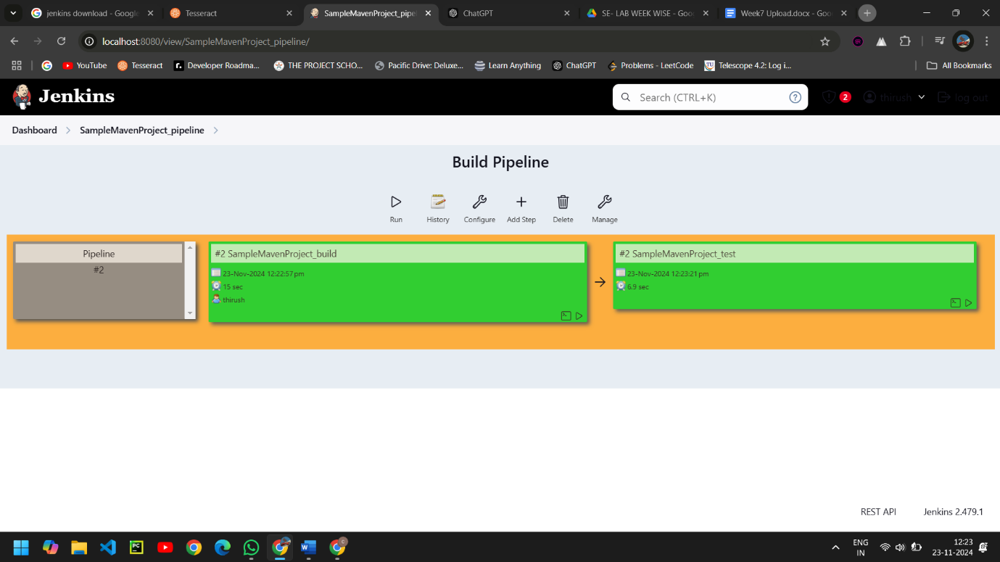 jenkins download - Google
Tesseract
SampleMavenProject_pipel
ChatGPT
SE- LAB WEEK WISE - Goo
Week7 Upload.docx - Goo
localhost:8080/view/SampleMavenProject_pipeline/
YouTube
Tesseract
Developer Roadma...
THE PROJECT SCHO...
Pacific Drive: Deluxe...
Learn Anything
ChatGPT
Problems - LeetCode
Telescope 4.2: Log i...
All Bookmarks
Jenkins
Search (CTRL+K)
2
thirush
log out
Dashboard
SampleMavenProject_pipeline
Build Pipeline
Run
History
Configure
Add Step
Delete
Manage
Pipeline
#2
#2 SampleMavenProject_build
23-Nov-2024 12:22:57 pm
15 sec
thirush
#2 SampleMavenProject_test
23-Nov-2024 12:23:21 pm
6.9 sec
REST API
Jenkins 2.479.1
ENG
IN
12:23
23-11-2024